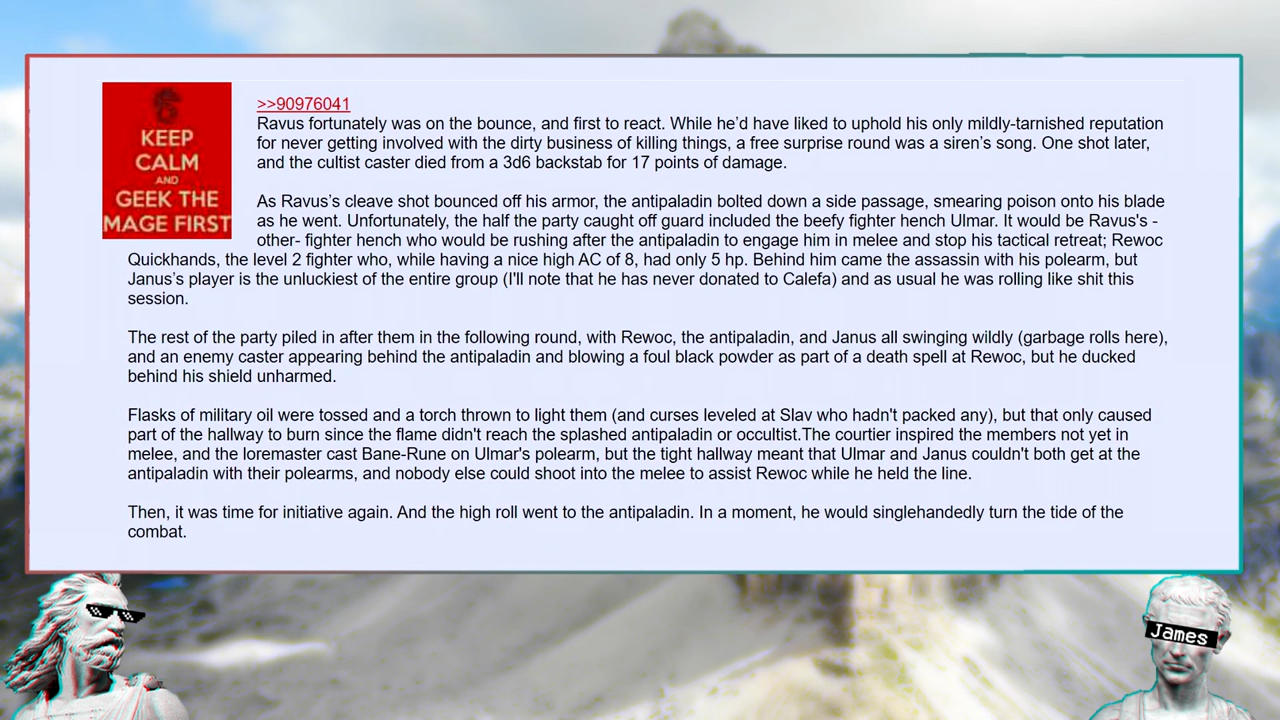 KEEP
CALM
AND
GEEK THE
MAGE FIRST
>>90976041
Ravus fortunately was on the bounce, and first to react. While he’d have liked to uphold his only mildly-tarnished reputation
for never getting involved with the dirty business of killing things, a free surprise round was a siren’s song. One shot later,
and the cultist caster died from a 3d6 backstab for 17 points of damage.
As Ravus’s cleave shot bounced off his armor, the antipaladin bolted down a side passage, smearing poison onto his blade
as he went. Unfortunately, the half the party caught off guard included the beefy fighter hench Ulmar. It would be Ravus's -
other- fighter hench who would be rushing after the antipaladin to engage him in melee and stop his tactical retreat; Rewoc
Quickhands, the level 2 fighter who, while having a nice high AC of 8, had only 5 hp. Behind him came the assassin with his polearm, but
Janus’s player is the unluckiest of the entire group (I'll note that he has never donated to Calefa) and as usual he was rolling like shit this
session.
The rest of the party piled in after them in the following round, with Rewoc, the antipaladin, and Janus all swinging wildly (garbage rolls here),
and an enemy caster appearing behind the antipaladin and blowing a foul black powder as part of a death spell at Rewoc, but he ducked
behind his shield unharmed.
Flasks of military oil were tossed and a torch thrown to light them (and curses leveled at Slav who hadn't packed any), but that only caused
part of the hallway to burn since the flame didn't reach the splashed antipaladin or occultist.The courtier inspired the members not yet in
melee, and the loremaster cast Bane-Rune on Ulmar's polearm, but the tight hallway meant that Ulmar and Janus couldn't both get at the
antipaladin with their polearms, and nobody else could shoot into the melee to assist Rewoc while he held the line.
Then, it was time for initiative again. And the high roll went to the antipaladin. In a moment, he would singlehandedly turn the tide of the
combat.
James